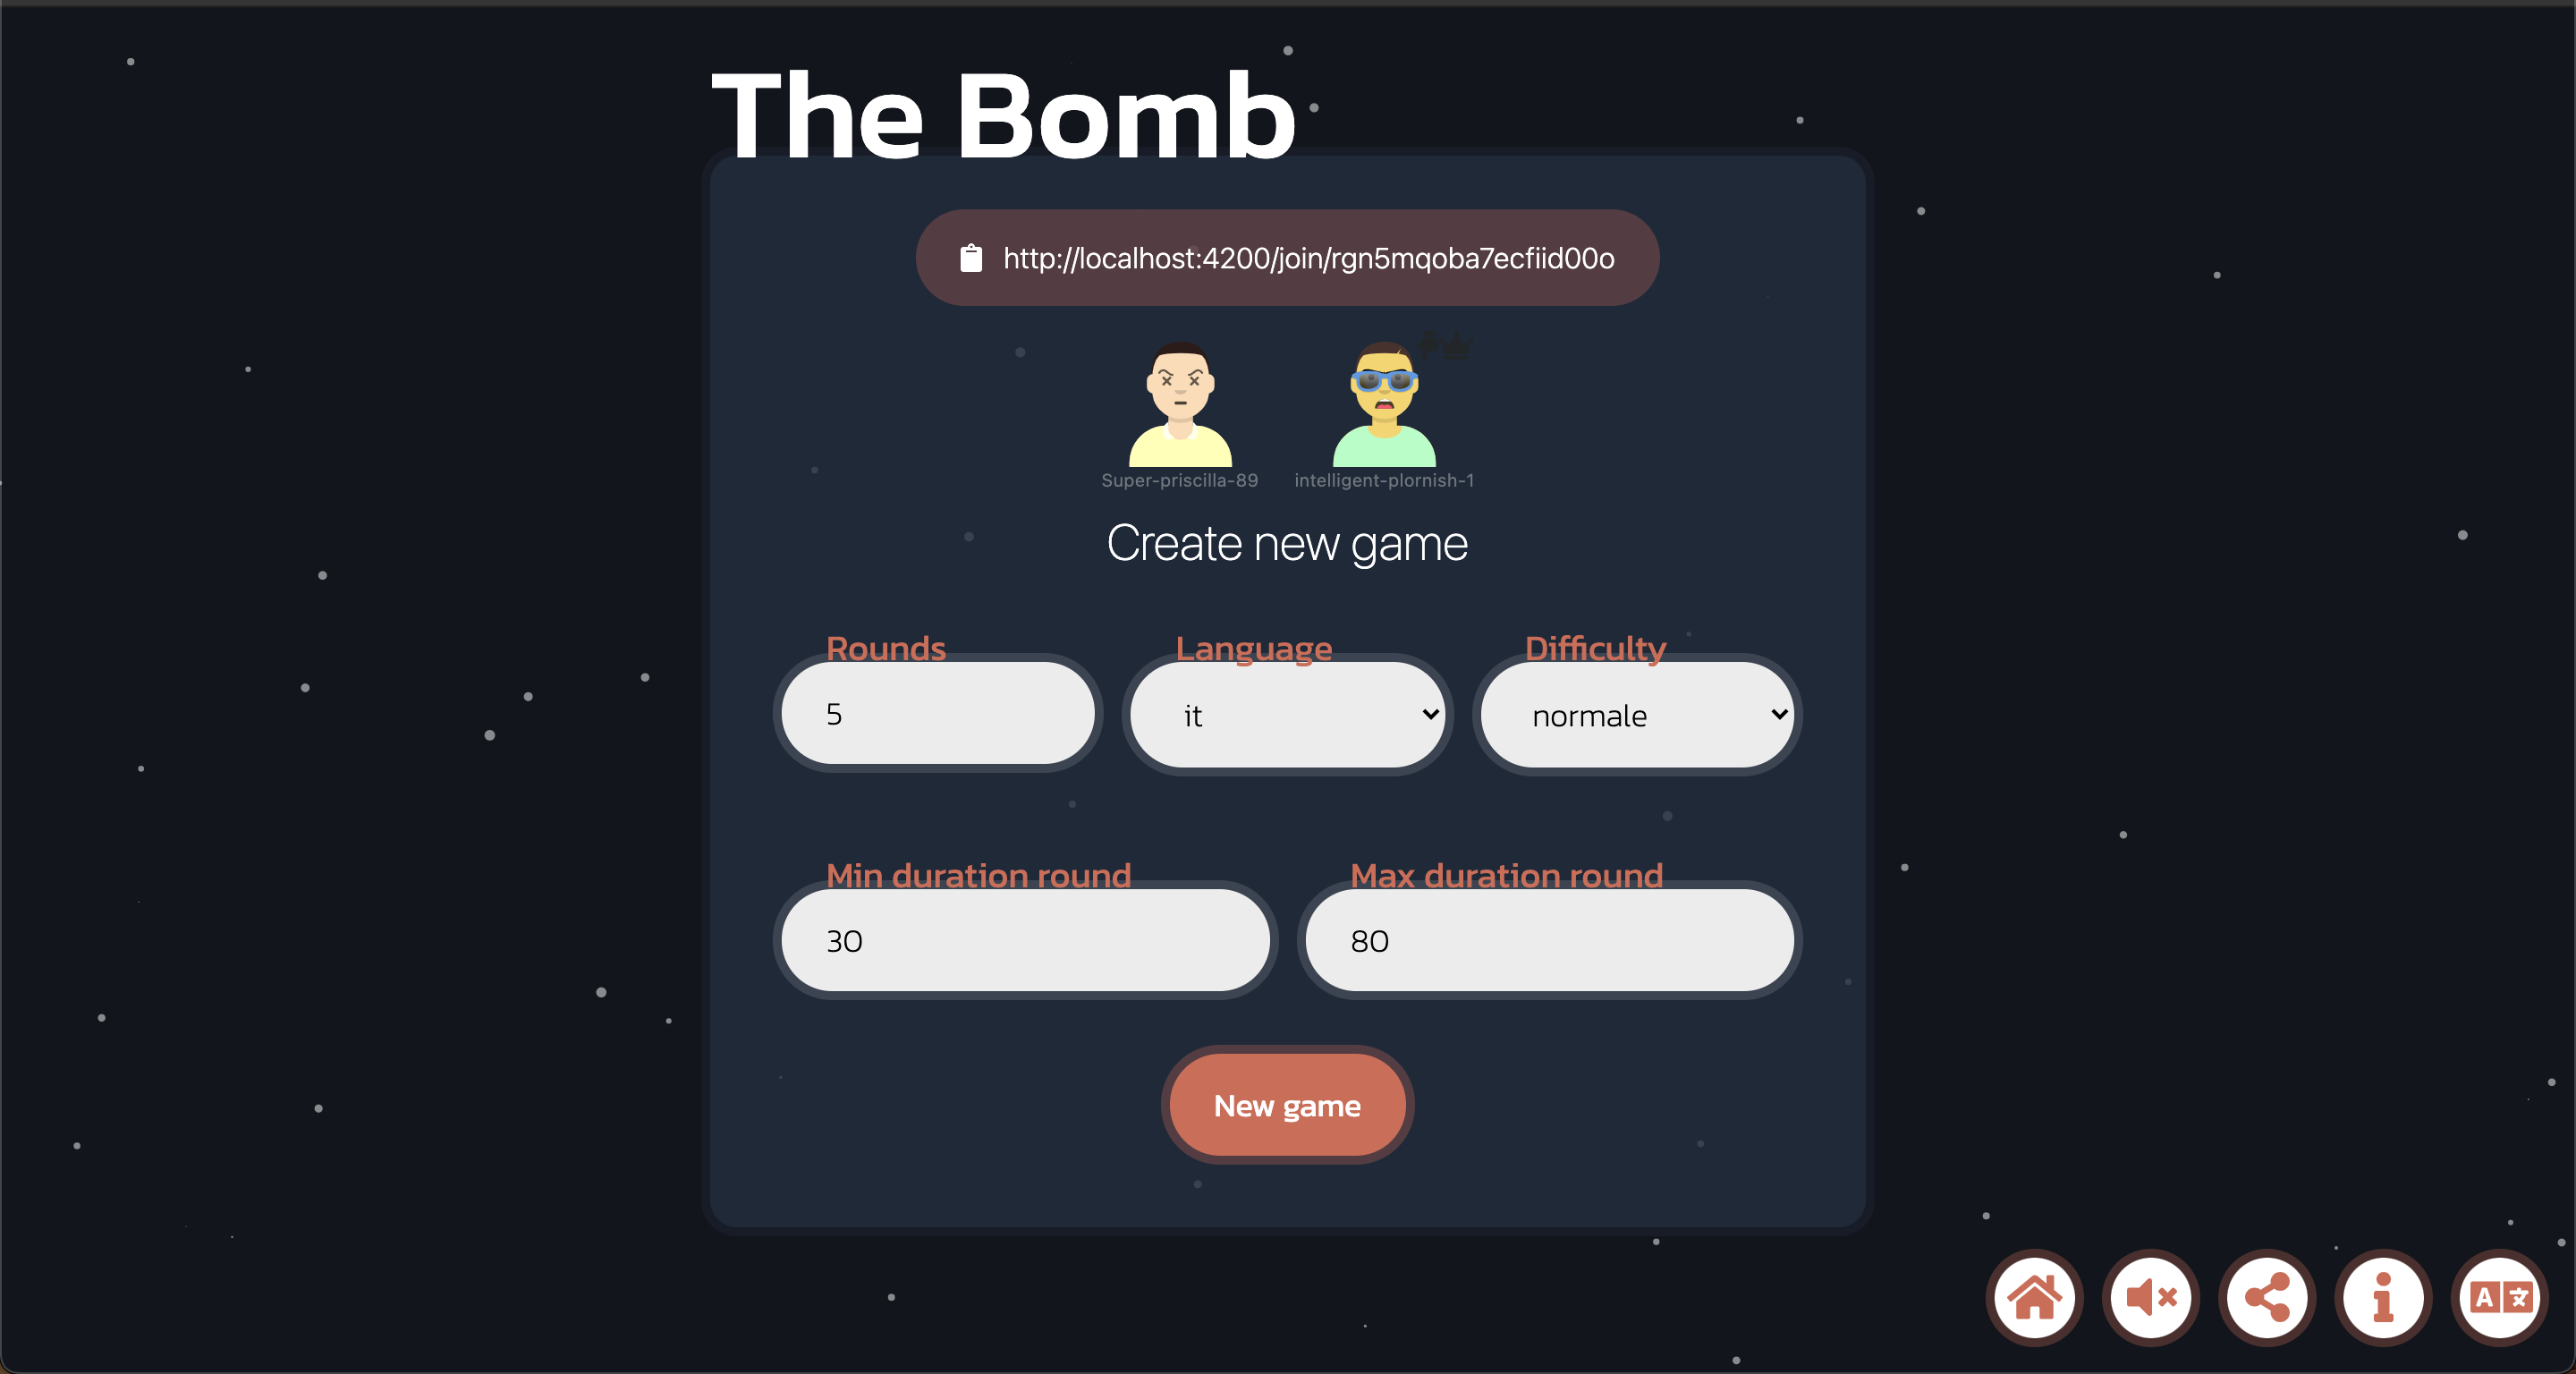 The Bomb
http://localhost:4200/join/rgn5mqoba7ecfiid00o
Super-priscilla-89 intelligent-plornish-1
Create new game
Rounds Language Difficulty
5 it normale
Min duration round Max duration round
30 80
New game
A 文